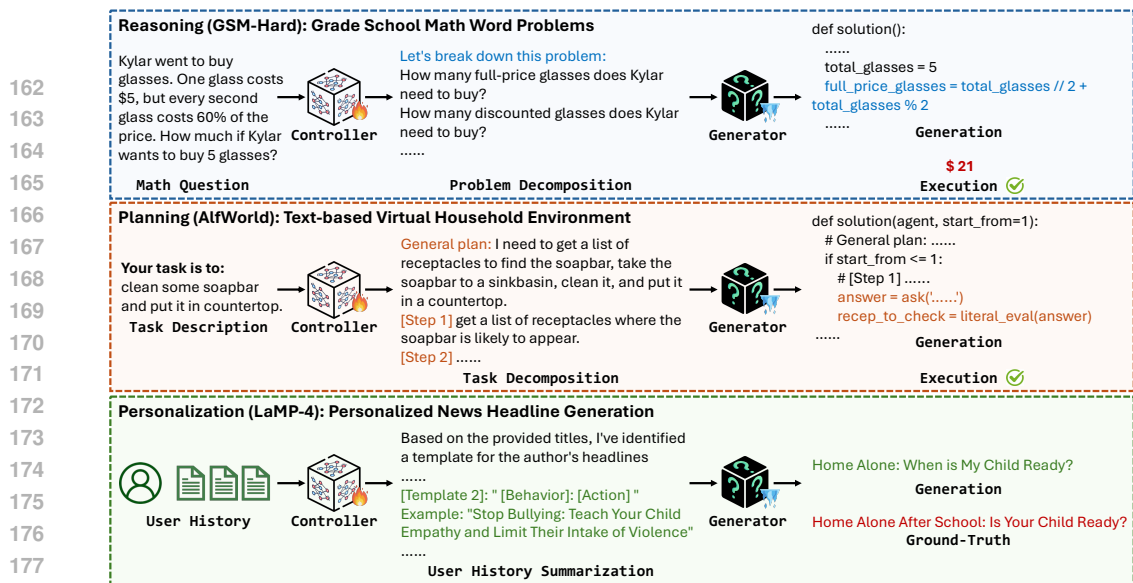 162
163
164
165
166
167
168
169
170
171
172
173
174
175
176
177
Reasoning (GSM-Hard): Grade School Math Word Problems
Kylar went to buy
glasses. One glass costs
$5, but every second
glass costs 60% of the
price. How much if Kylar
wants to buy 5 glasses?
Math Question
Controller
Let's break down this problem:
How many full-price glasses does Kylar
need to buy?
How many discounted glasses does Kylar
need to buy?
......
Problem Decomposition
Generator
def solution():
......
total_glasses = 5
full_price_glasses = total_glasses // 2 +
total_glasses % 2
......
Generation
$ 21
Execution
Planning (AlfWorld): Text-based Virtual Household Environment
Your task is to:
clean some soapbar
and put it in countertop.
Task Description
Controller
General plan: I need to get a list of
receptacles to find the soapbar, take the
soapbar to a sinkbasin, clean it, and put it
in a countertop.
[Step 1] get a list of receptacles where the
soapbar is likely to appear.
[Step 2] ......
Task Decomposition
Generator
def solution(agent, start_from=1):
# General plan: ......
if start_from <= 1:
# [Step 1] ......
answer = ask('......')
recep_to_check = literal_eval(answer)
......
Generation
Execution
Personalization (LaMP-4): Personalized News Headline Generation
User History
Controller
Based on the provided titles, I've identified
a template for the author's headlines
......
[Template 2]: " [Behavior]: [Action] "
Example: "Stop Bullying: Teach Your Child
Empathy and Limit Their Intake of Violence"
......
User History Summarization
Generator
Home Alone: When is My Child Ready?
Generation
Home Alone After School: Is Your Child Ready?
Ground-Truth